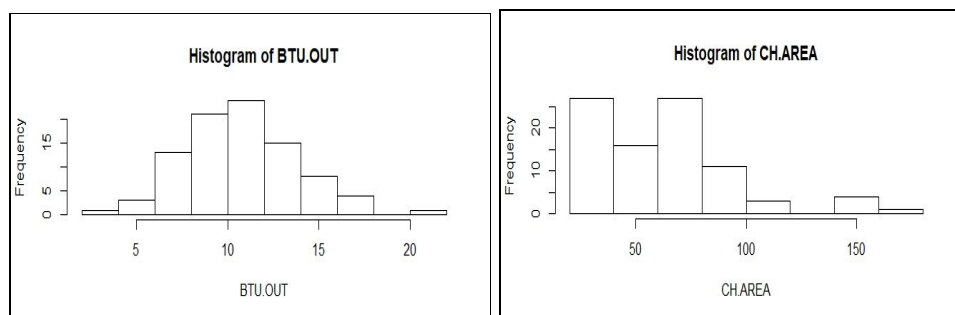 Histogram of BTU.OUT
Frequency
15
5
0
5
10
15
20
BTU.OUT
Histogram of CH.AREA
Frequency
20
10
0
50
100
150
CH.AREA